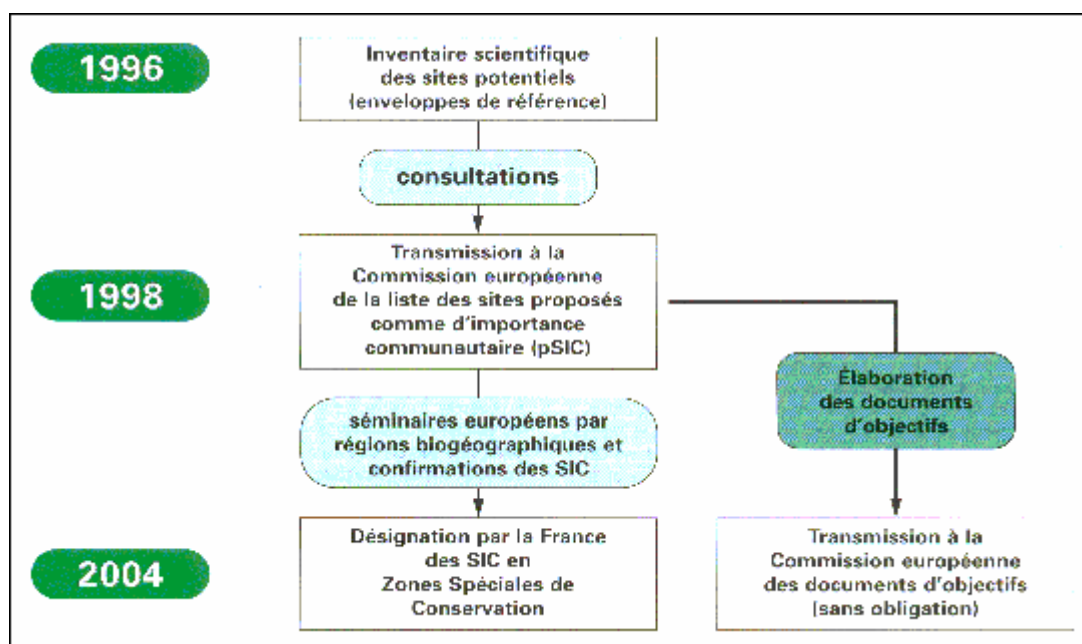 1996
Inventaire scientifique
des sites potentiels
(enveloppes de référence)
consultations
1998
Transmission à la
Commission européenne
de la liste des sites proposés
comme d'importance
communautaire (pSIC)
Élaboration
des documents
d'objectifs
séminaires européens par
régions biogéographiques et
confirmations des SIC
2004
Désignation par la France
des SIC en
Zones Spéciales de
Conservation
Transmission à la
Commission européenne
des documents d'objectifs
(sans obligation)